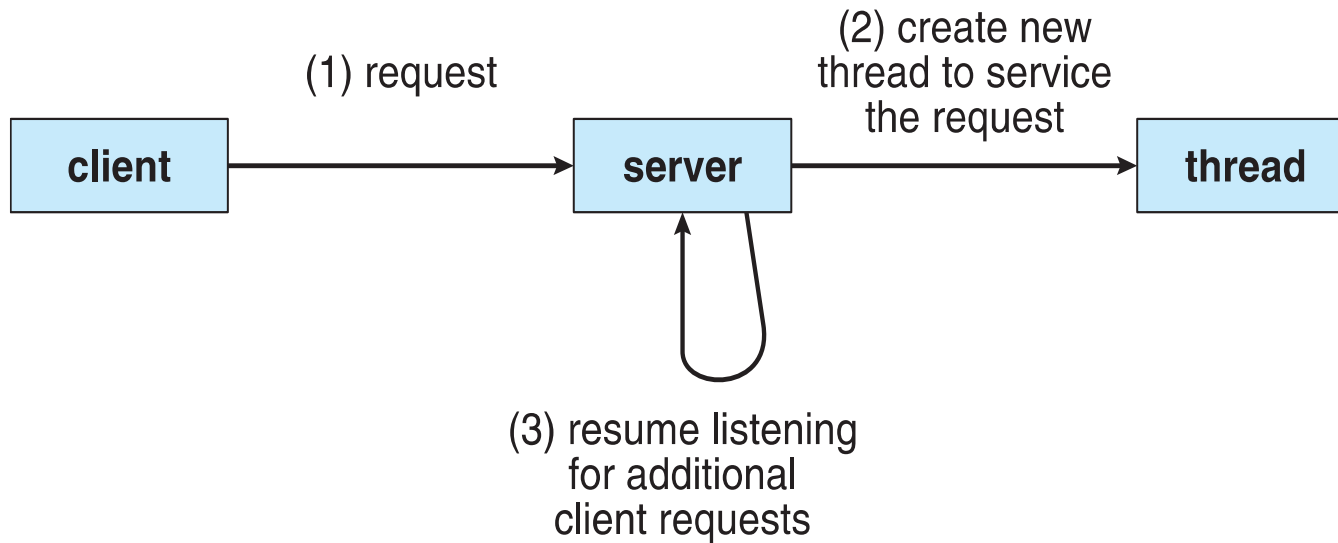 (1) request
(2) create new
thread to service
the request
client
server
thread
(3) resume listening
for additional
client requests